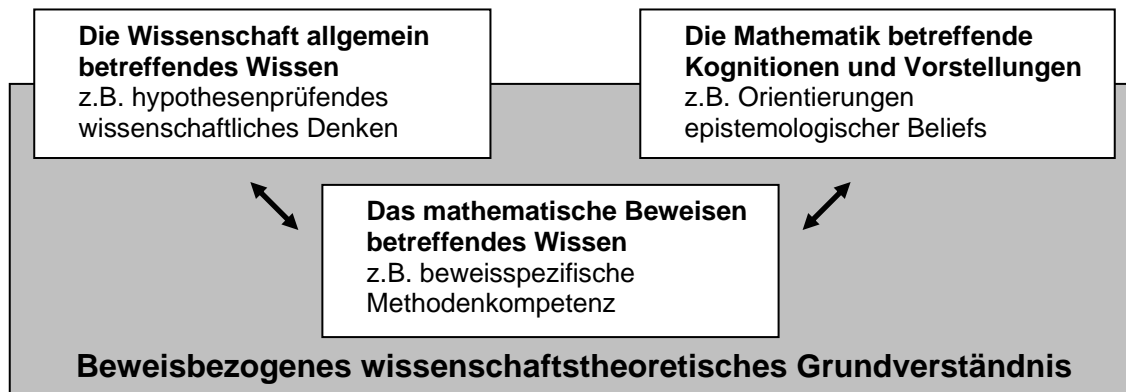 Die Wissenschaft allgemein
betreffendes Wissen
z.B. hypothesenprüfendes
wissenschaftliches Denken
Die Mathematik betreffende
Kognitionen und Vorstellungen
z.B. Orientierungen
epistemologischer Beliefs
Das mathematische Beweisen
betreffendes Wissen
z.B. beweisspezifische
Methodenkompetenz
Beweisbezogenes wissenschaftstheoretisches Grundverständnis